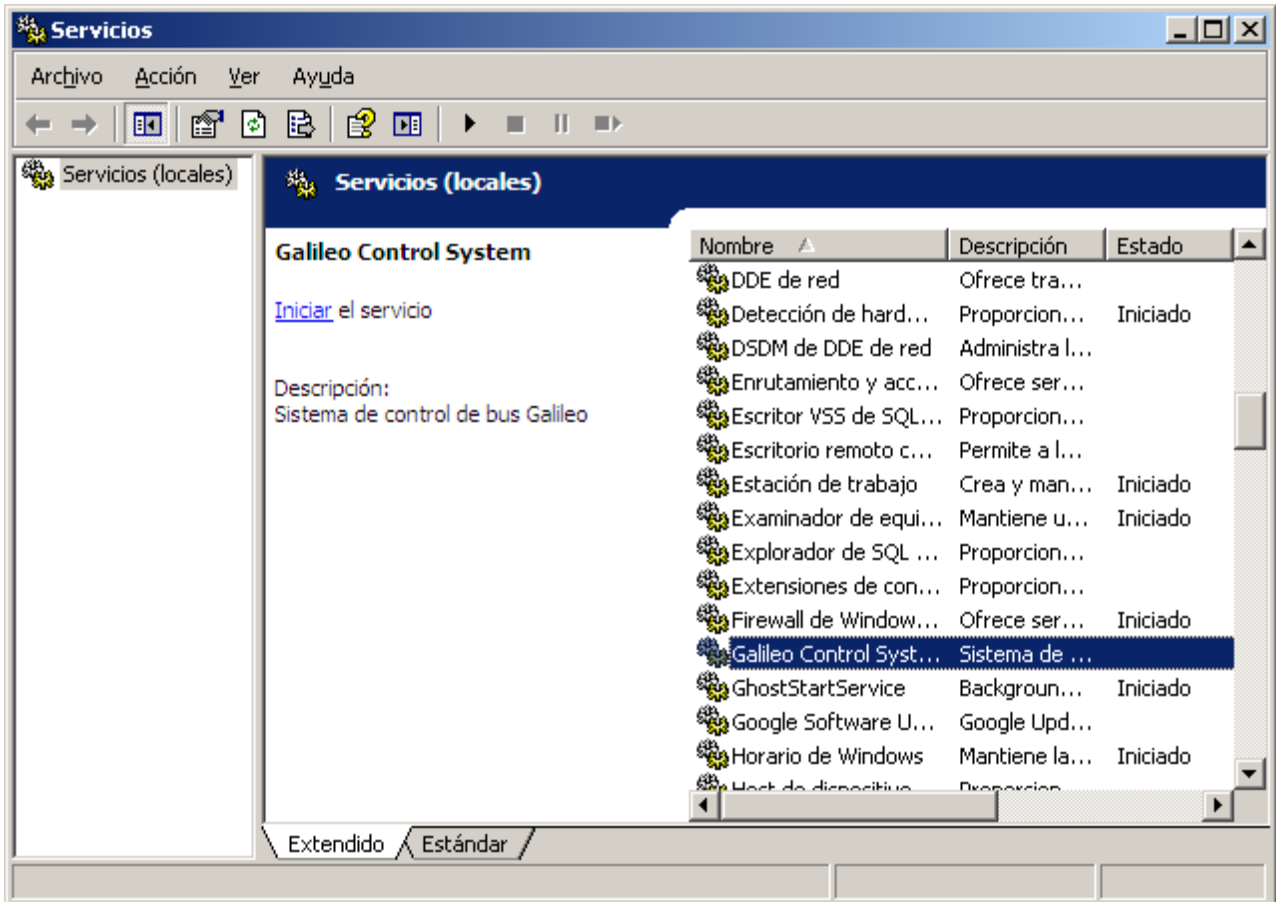 Servicios
Archivo Acción Ver Ayuda
Servicios (locales)
Servicios (locales)
Galileo Control System
Iniciar el servicio
Descripción:
Sistema de control de bus Galileo
Nombre Descripción Estado
DDE de red Ofrece tra...
Detección de hard... Proporcion... Iniciado
DSDM de DDE de red Administra l...
Enrutamiento y acc... Ofrece ser...
Escritor VSS de SQL... Proporcion...
Escritorio remoto c... Permite a l...
Estación de trabajo Crea y man... Iniciado
Examinador de equi... Mantiene u... Iniciado
Explorador de SQL ... Proporcion...
Extensiones de con... Proporcion...
Firewall de Window... Ofrece ser... Iniciado
Galileo Control Syst... Sistema de ...
GhostStartService Backgroun... Iniciado
Google Software U... Google Upd...
Horario de Windows Mantiene la... Iniciado
Host de dispositivo Proporcion
Extendido Estándar